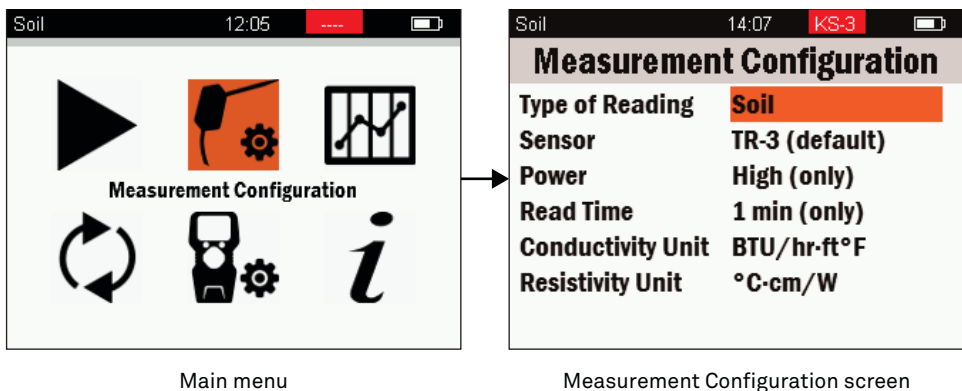 Soil 12:05 ----
Measurement Configuration
Main menu
Soil 14:07 KS-3
Measurement Configuration
Type of Reading Soil
Sensor TR-3 (default)
Power High (only)
Read Time 1 min (only)
Conductivity Unit BTU/hr·ft°F
Resistivity Unit °C·cm/W
Measurement Configuration screen